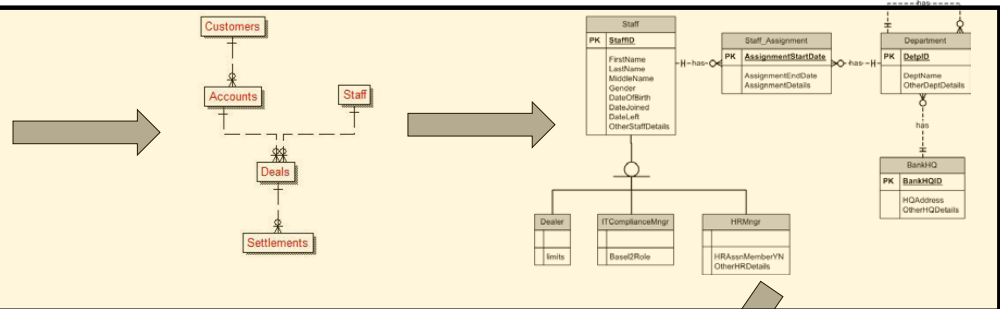 Customers
Accounts
Staff
Deals
Settlements
Staff
PK StaffID
FirstName
LastName
MiddleName
Gender
DateOfBirth
DateJoined
DateLeft
OtherStaffDetails
has
Staff_Assignment
PK AssignmentStartDate
AssignmentEndDate
AssignmentDetails
has
has
Department
PK DetpID
DeptName
OtherDeptDetails
has
BankHQ
PK BankHQID
HQAddress
OtherHQDetails
Dealer
limits
ITComplianceMngr
Basel2Role
HRMngr
HRAssnMemberYN
OtherHRDetails